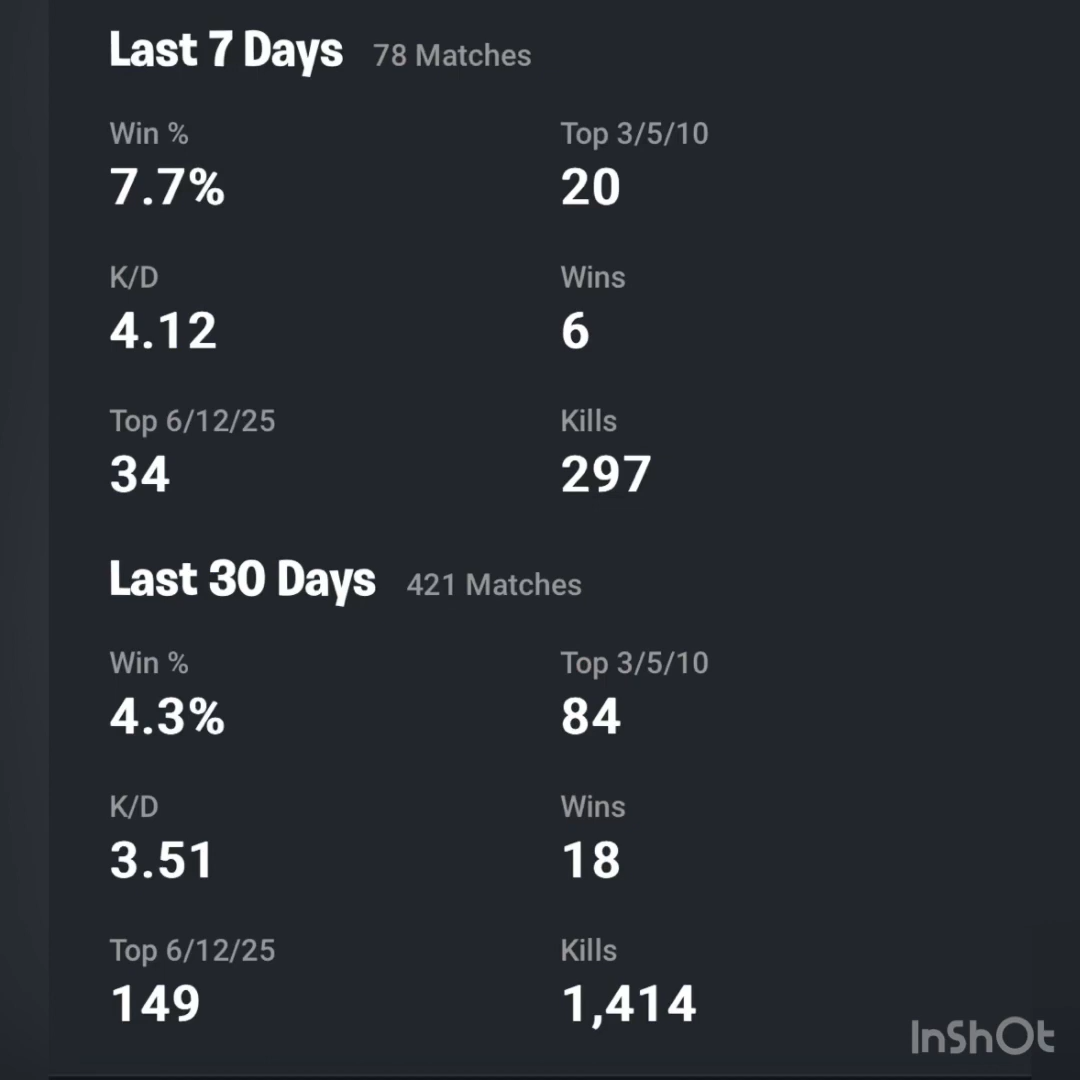 Last 7 Days 78 Matches
Win % Top 3/5/10
7.7% 20
K/D Wins
4.12 6
Top 6/12/25 Kills
34 297
Last 30 Days 421 Matches
Win % Top 3/5/10
4.3% 84
K/D Wins
3.51 18
Top 6/12/25 Kills
149 1,414
InShOt